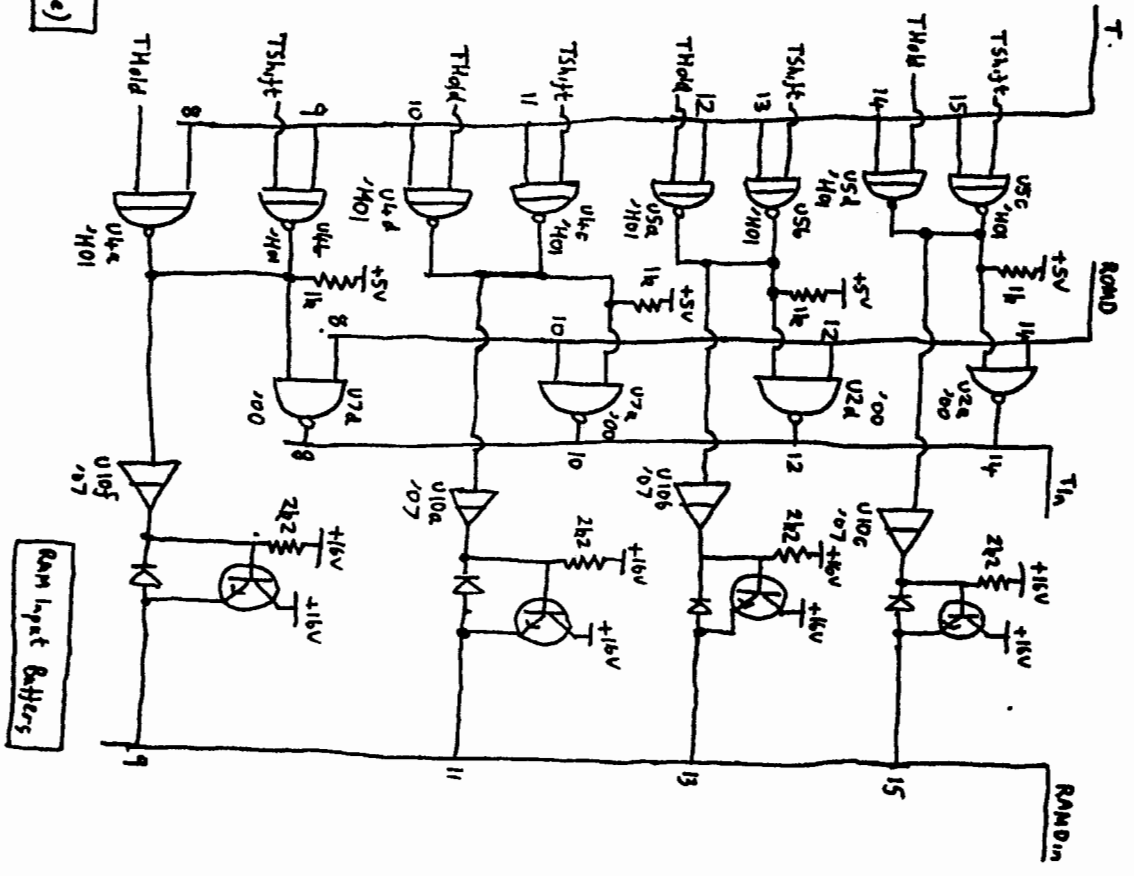 T.
TShift
THold
TShift
THold
TShift
THold
TShift
THold
e)
15
14
13
12
11
10
9
8
U5c
'H01
U5d
'H01
U5b
'H01
U5a
'H01
U4c
'H01
U4d
'H01
U4b
'H01
U4a
'H01
ROMD
+5V
1k
+5V
1k
+5V
1k
+5V
1k
14
12
10
8
U2a
'00
U2d
'00
U7a
'00
U7d
'00
14
12
10
8
TIn
U10c
'07
U10b
'07
U10a
'07
U10f
'07
+16V
2k2
+16V
+16V
2k2
+16V
+16V
2k2
+16V
+16V
2k2
+16V
15
13
11
9
RAMDin
RAM Input Buffers